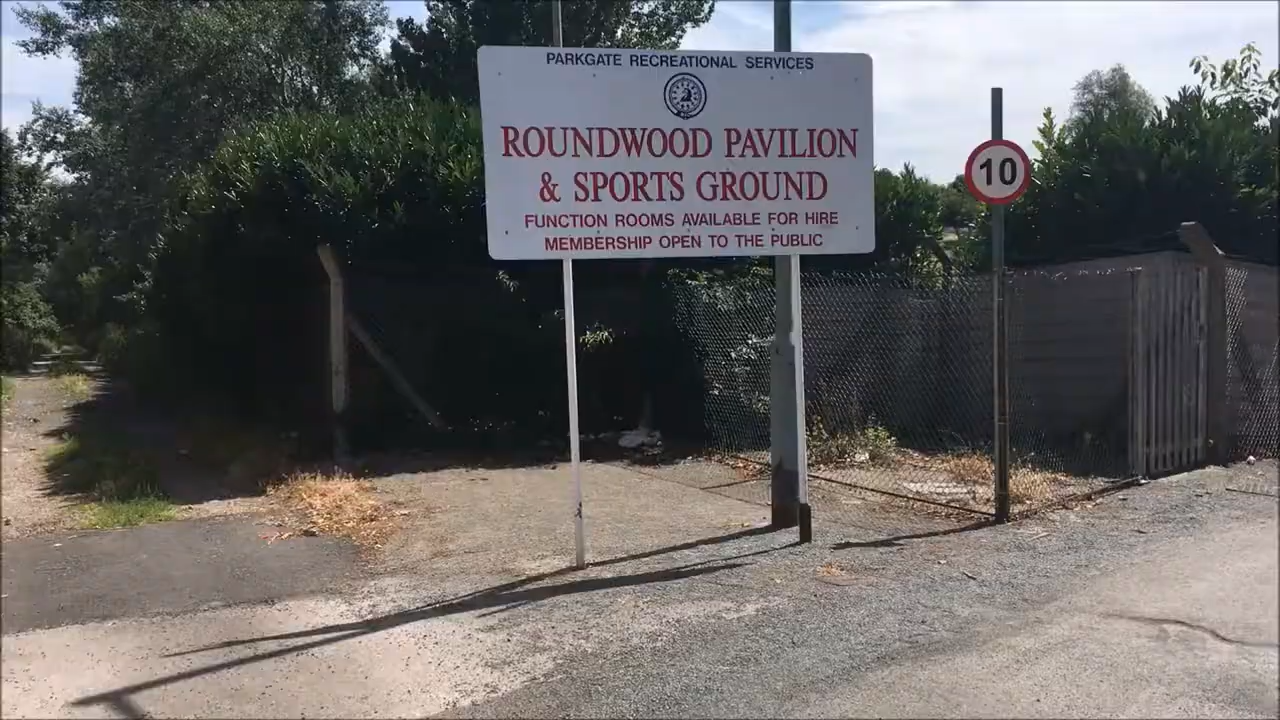 PARKGATE RECREATIONAL SERVICES
ROUNDWOOD PAVILION
& SPORTS GROUND
FUNCTION ROOMS AVAILABLE FOR HIRE
MEMBERSHIP OPEN TO THE PUBLIC
10